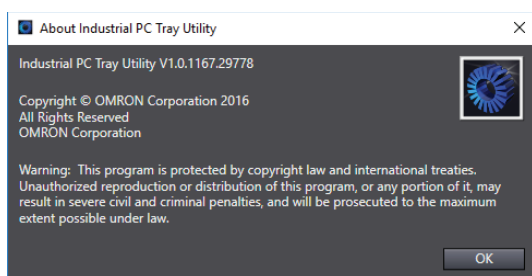 About Industrial PC Tray Utility
Industrial PC Tray Utility V1.0.1167.29778
Copyright © OMRON Corporation 2016
All Rights Reserved
OMRON Corporation
Warning: This program is protected by copyright law and international treaties.
Unauthorized reproduction or distribution of this program, or any portion of it, may
result in severe civil and criminal penalties, and will be prosecuted to the maximum
extent possible under law.
OK